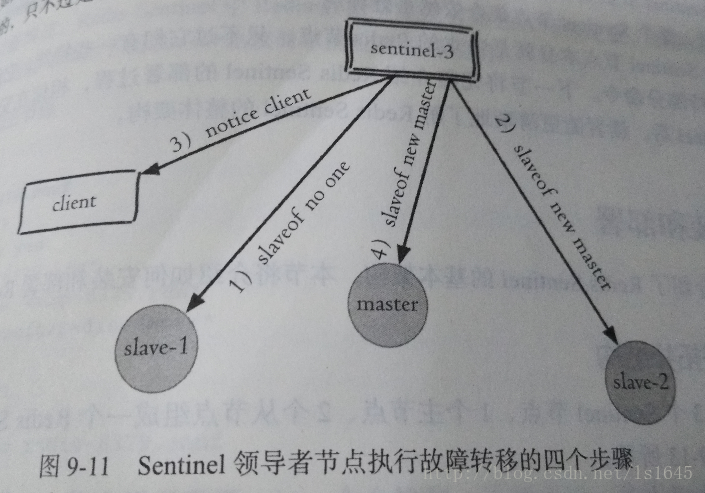 sentinel-3
3) notice client
client
1) slaveof no one
4) slaveof new master
2) slaveof new master
slave-1
master
slave-2
图 9-11 Sentinel 领导者节点执行故障转移的四个步骤
http://blog.csdn.net/ls1645